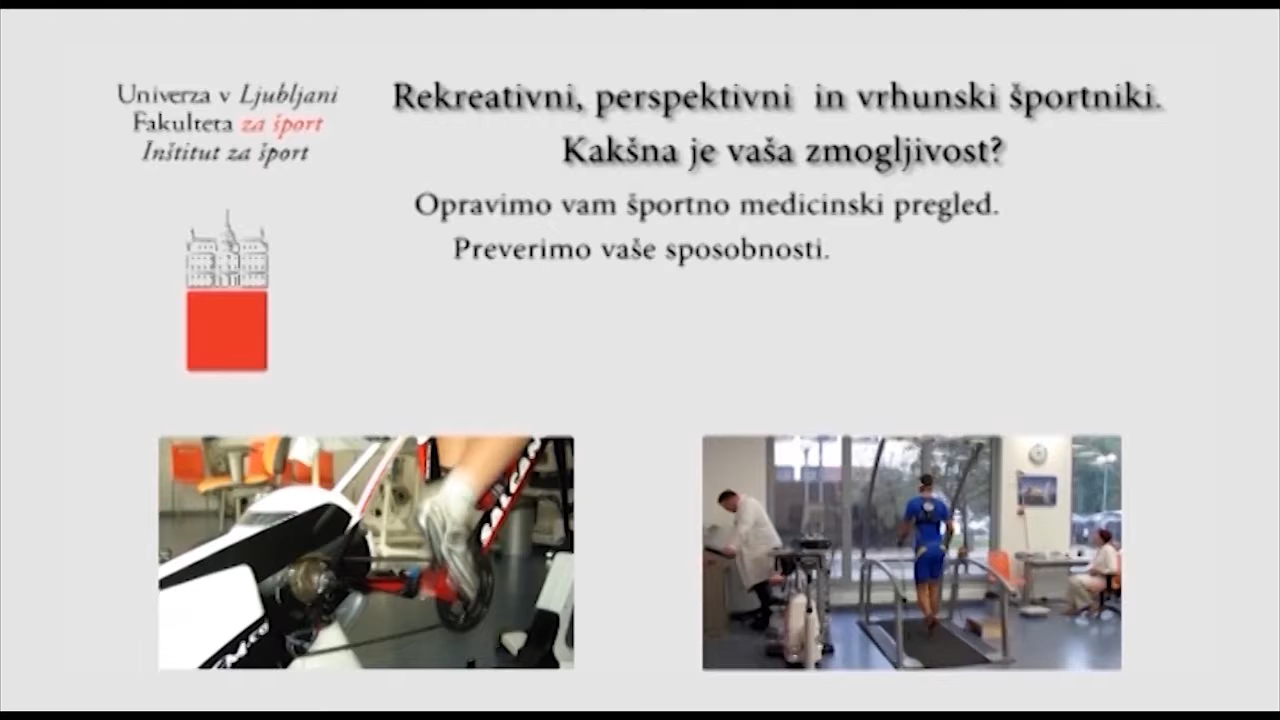 Univerza v Ljubljani
Fakulteta za šport
Inštitut za šport
Rekreativni, perspektivni in vrhunski športniki.
Kakšna je vaša zmogljivost?
Opravimo vam športno medicinski pregled.
Preverimo vaše sposobnosti.